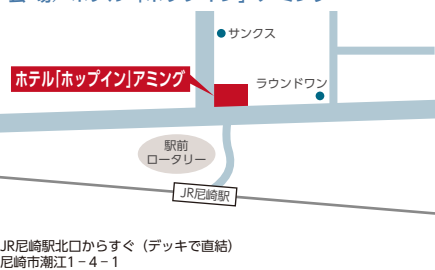 サンクス
ホテル「ホップイン」アミング
ラウンドワン
駅前
ロータリー
JR尼崎駅
JR尼崎駅北口からすぐ（デッキで直結）
尼崎市潮江1－4－1